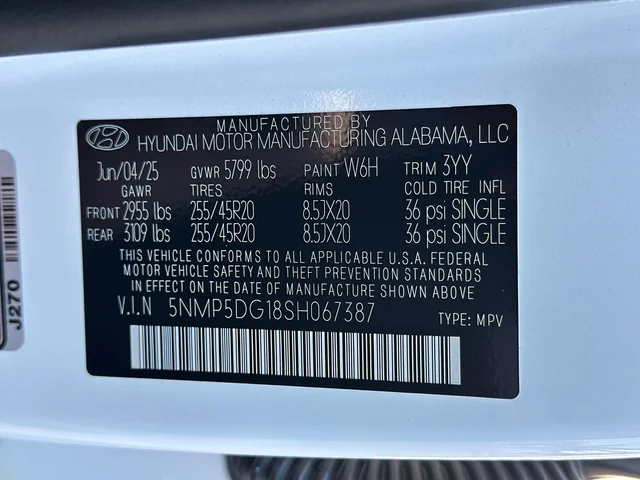 MANUFACTURED BY
HYUNDAI MOTOR MANUFACTURING ALABAMA, LLC
Jun/04/25 GVWR 5799 lbs PAINT W6H TRIM 3YY
GAWR TIRES RIMS COLD TIRE INFL
FRONT 2955 lbs 255/45R20 8.5JX20 36 psi SINGLE
REAR 3109 lbs 255/45R20 8.5JX20 36 psi SINGLE
THIS VEHICLE CONFORMS TO ALL APPLICABLE U.S.A. FEDERAL
MOTOR VEHICLE SAFETY AND THEFT PREVENTION STANDARDS
IN EFFECT ON THE DATE OF MANUFACTURE SHOWN ABOVE.
V.I.N 5NMP5DG18SH067387 TYPE: MPV
J270